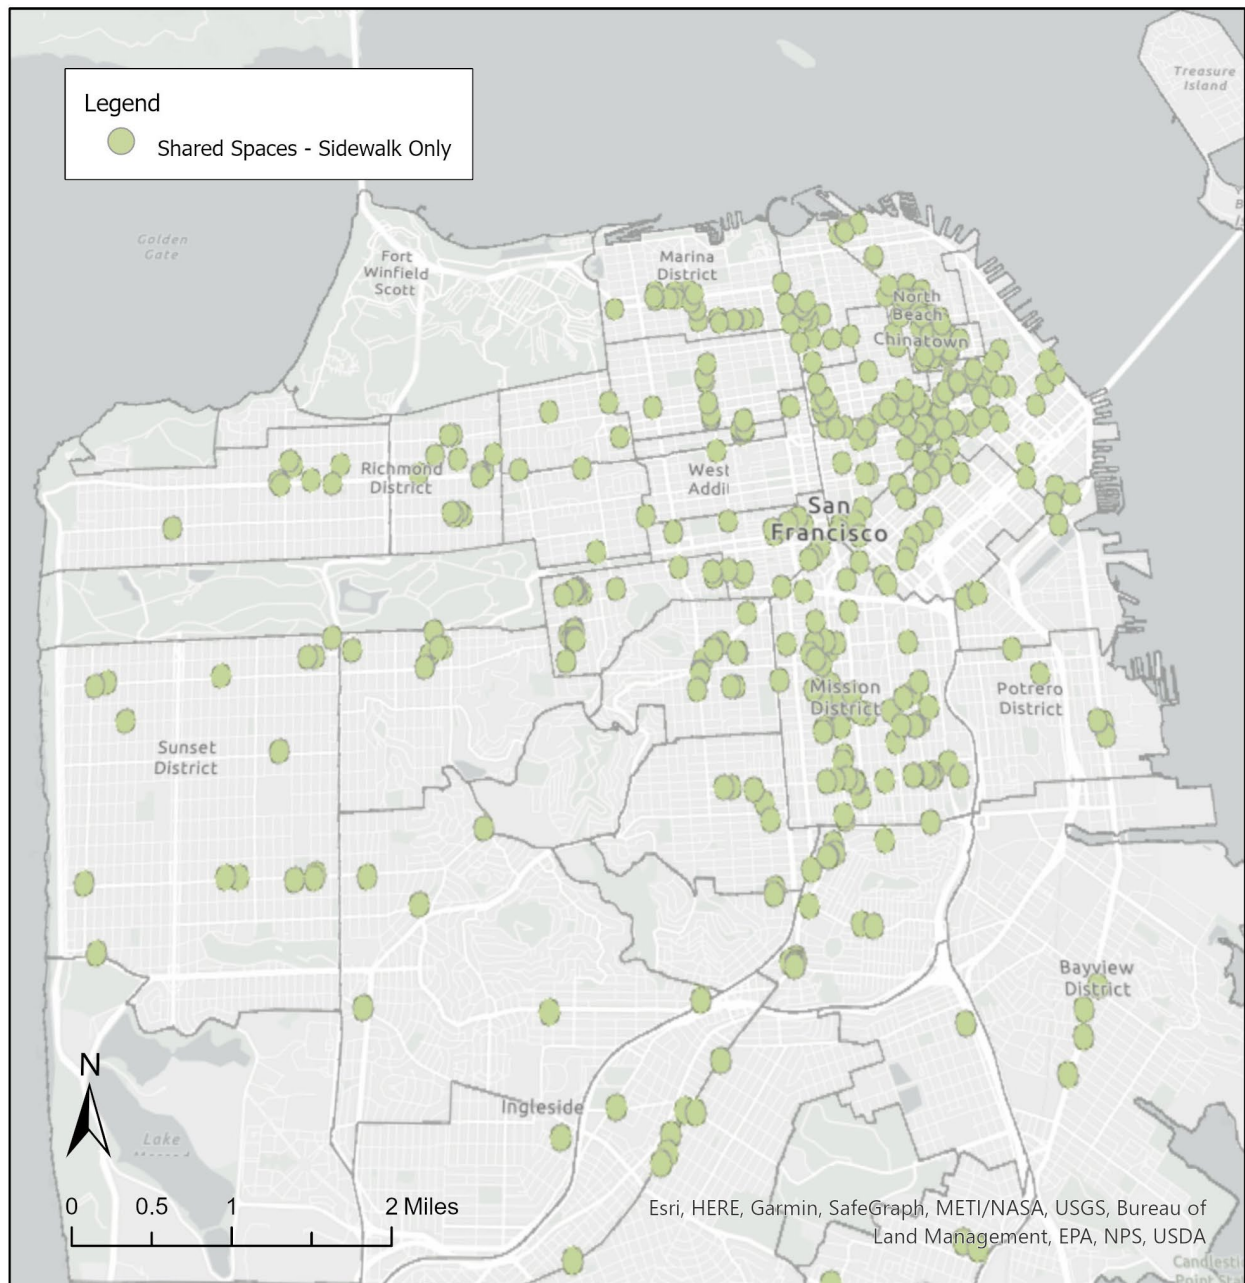 Legend
Shared Spaces - Sidewalk Only
Treasure
Island
Golden
Gate
Fort
Winfield
Scott
Marina
District
North
Beach
Chinatown
Richmond
District
West
San
Francisco
Mission
District
Potrero
District
Sunset
District
Bayview
District
Ingleside
N
Lake
0 0.5 1 2 Miles
Esri, HERE, Garmin, SafeGraph, METI/NASA, USGS, Bureau of
Land Management, EPA, NPS, USDA